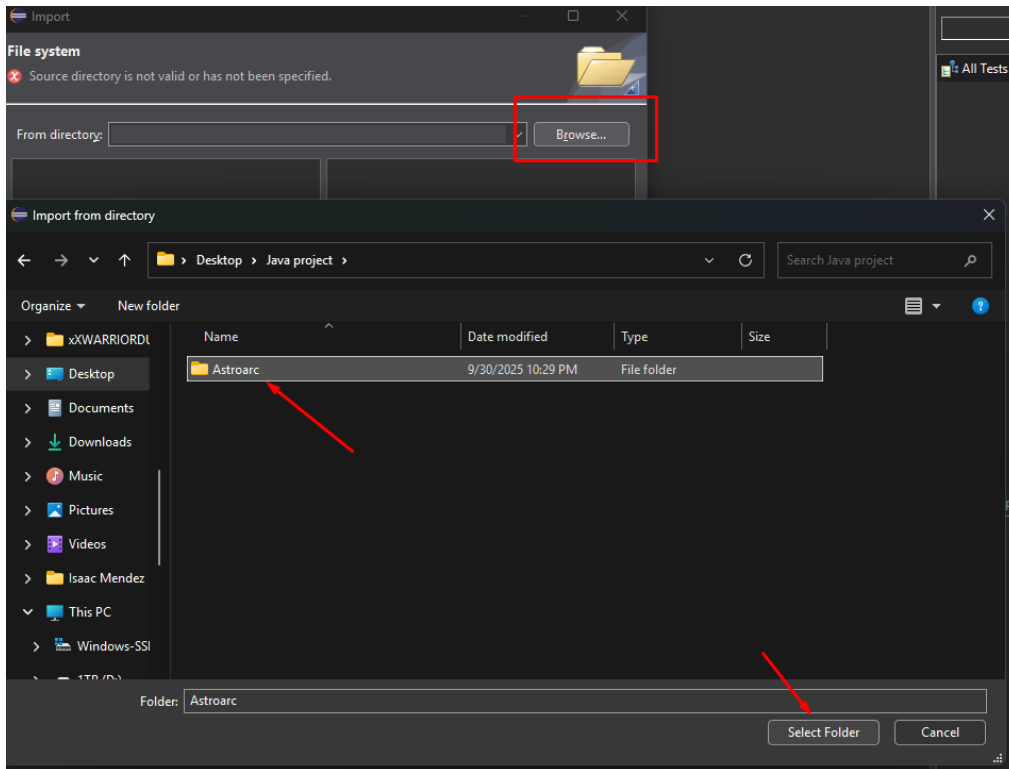 Import
File system
Source directory is not valid or has not been specified.
All Tests
From directory:
Browse...
Import from directory
Desktop > Java project >
Search Java project
Organize
New folder
Name
Date modified
Type
Size
xXWARRIORDU
Astroarc
9/30/2025 10:29 PM
File folder
Desktop
Documents
Downloads
Music
Pictures
Videos
Isaac Mendez
This PC
Windows-SSI
Folder:
Astroarc
Select Folder
Cancel